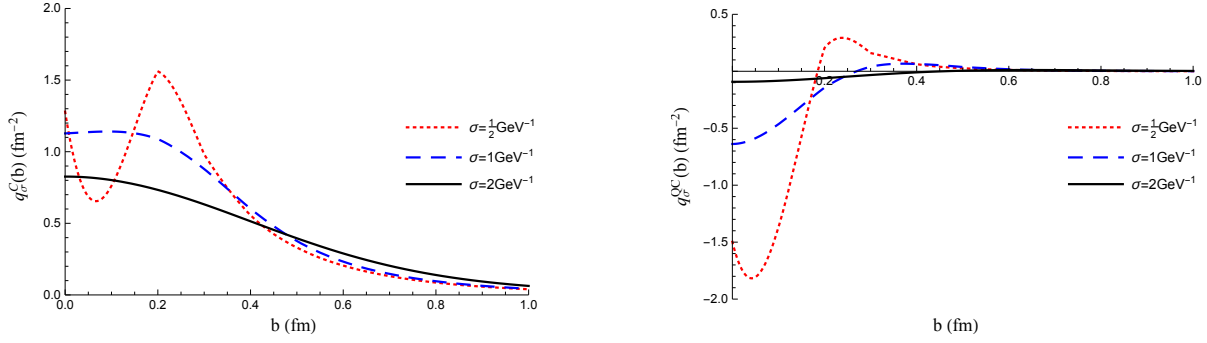 2.0
1.5
1.0
0.5
0.0
0.0 0.2 0.4 0.6 0.8 1.0
b (fm)
q_σ^C(b) (fm⁻²)
σ=1/2GeV⁻¹
σ=1GeV⁻¹
σ=2GeV⁻¹
0.5
-0.5
-1.0
-1.5
-2.0
0.2 0.4 0.6 0.8 1.0
b (fm)
q_σ^QC(b) (fm⁻²)
σ=1/2GeV⁻¹
σ=1GeV⁻¹
σ=2GeV⁻¹